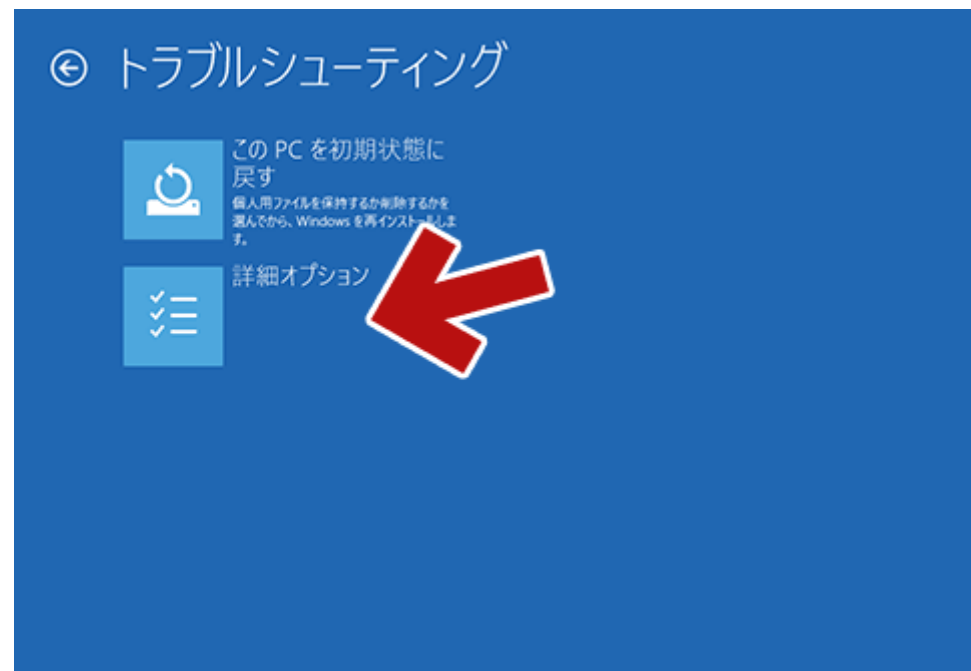 トラブルシューティング
この PC を初期状態に
戻す
個人用ファイルを保持するか削除するかを
選んでから、Windows を再インストールしま
す。
詳細オプション